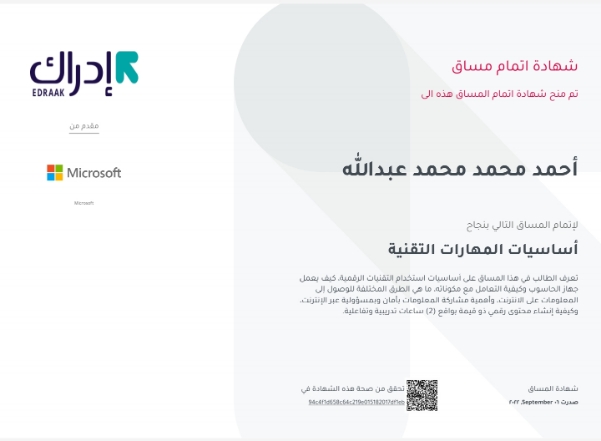 إدراك
EDRAAK
مقدم من
Microsoft
Microsoft
شهادة اتمام مساق
تم منح شهادة اتمام المساق هذه الى
أحمد محمد محمد عبدالله
لإتمام المساق التالي بنجاح
أساسيات المهارات التقنية
تعرف الطالب في هذا المساق على أساسيات استخدام التقنيات الرقمية، كيف يعمل
جهاز الحاسوب وكيفية التعامل مع مكوناته، ما هي الطرق المختلفة للوصول إلى
المعلومات على الانترنت، وأهمية مشاركة المعلومات بأمان وبمسؤولية عبر الإنترنت،
وكيفية إنشاء محتوى رقمي ذو قيمة بواقع (2) ساعات تدريبية وتفاعلية.
شهادة المساق
صدرت ٠٦ September, ٢٠٢٢
تحقق من صحة هذه الشهادة في